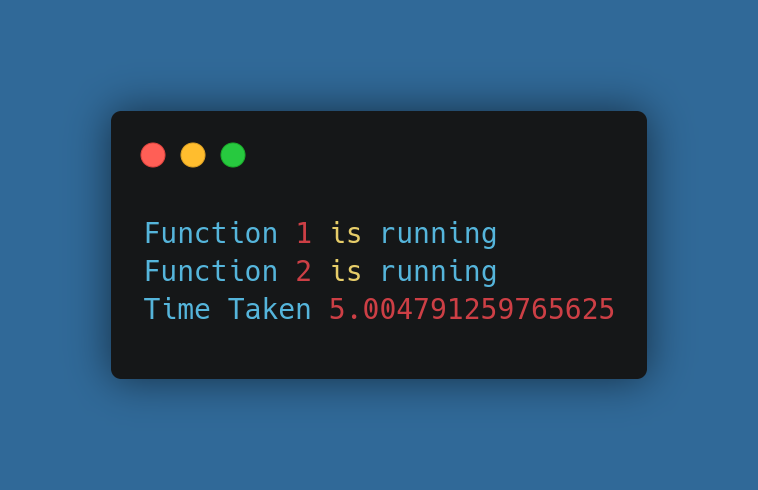 Function 1 is running
Function 2 is running
Time Taken 5.004791259765625